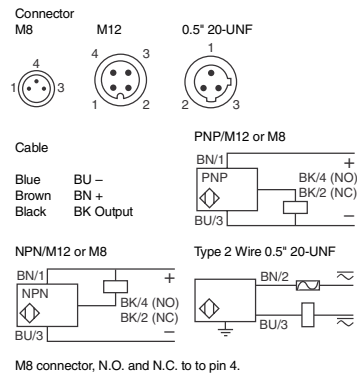 Connector
M8 M12 0.5" 20-UNF
4
1 3
4 3
1 2
1
2 3
Cable
Blue BU –
Brown BN +
Black BK Output
PNP/M12 or M8
BN/1 +
PNP BK/4 (NO)
BK/2 (NC)
BU/3 –
NPN/M12 or M8
BN/1 +
NPN
BK/4 (NO)
BK/2 (NC)
BU/3 –
Type 2 Wire 0.5" 20-UNF
BN/2
BU/3
M8 connector, N.O. and N.C. to to pin 4.